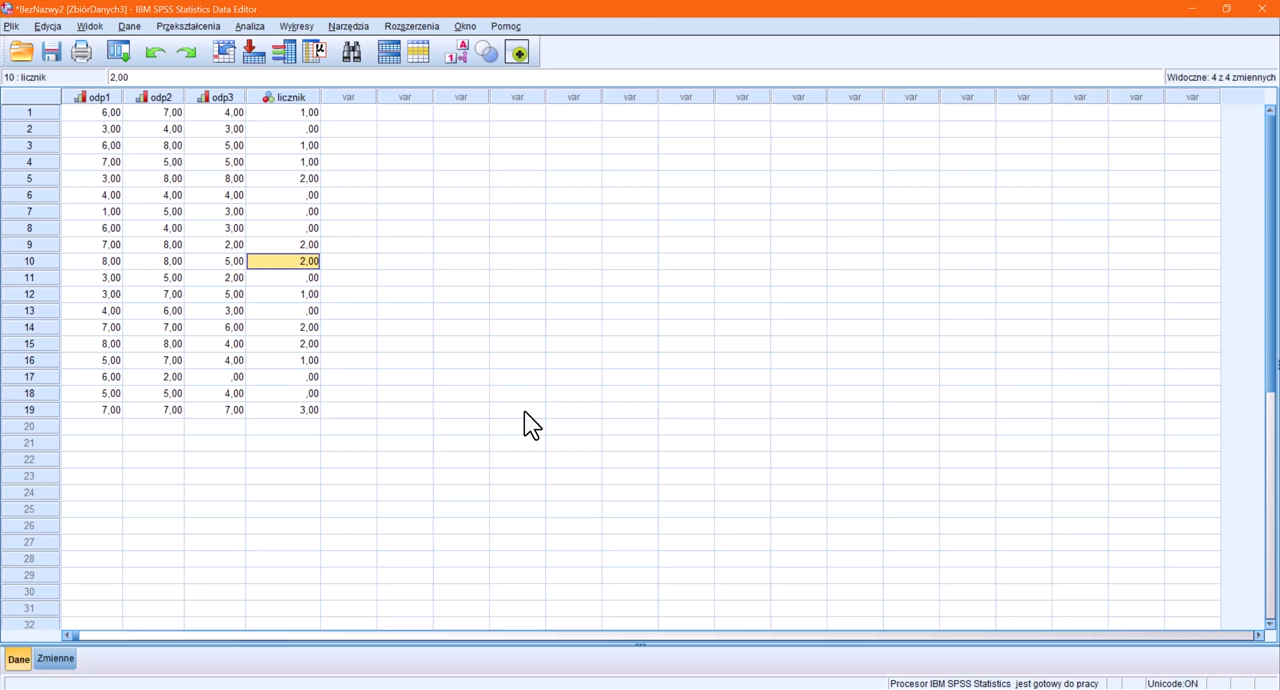 *BezNazwy2 [ZbiórDanych3] - IBM SPSS Statistics Data Editor
Plik Edycja Widok Dane Przekształcenia Analiza Wykresy Narzędzia Rozszerzenia Okno Pomoc
10 : licznik 2,00 Widoczne: 4 z 4 zmiennych
odp1 odp2 odp3 licznik var var var var var var var var var var var var var var var var
1 6,00 7,00 4,00 1,00
2 3,00 4,00 3,00 ,00
3 6,00 8,00 5,00 1,00
4 7,00 5,00 5,00 1,00
5 3,00 8,00 8,00 2,00
6 4,00 4,00 4,00 ,00
7 1,00 5,00 3,00 ,00
8 6,00 4,00 3,00 ,00
9 7,00 8,00 2,00 2,00
10 8,00 8,00 5,00 2,00
11 3,00 5,00 2,00 ,00
12 3,00 7,00 5,00 1,00
13 4,00 6,00 3,00 ,00
14 7,00 7,00 6,00 2,00
15 8,00 8,00 4,00 2,00
16 5,00 7,00 4,00 1,00
17 6,00 2,00 ,00 ,00
18 5,00 5,00 4,00 ,00
19 7,00 7,00 7,00 3,00
20
21
22
23
24
25
26
27
28
29
30
31
32
Dane Zmienne
Procesor IBM SPSS Statistics jest gotowy do pracy Unicode:ON